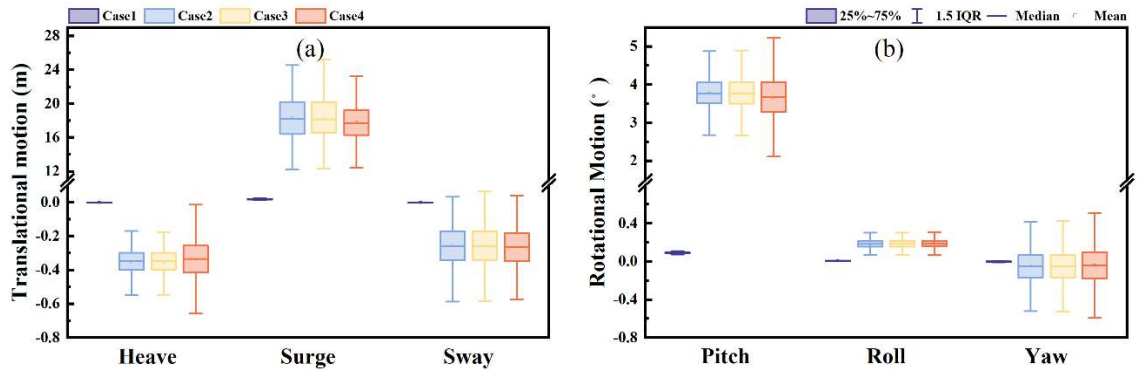 Case1 Case2 Case3 Case4
25%~75% 1.5 IQR Median Mean
(a)
Translational motion (m)
28
24
20
16
12
0.0
-0.2
-0.4
-0.6
-0.8
Heave Surge Sway
(b)
Rotational Motion (°)
5
4
3
2
0.4
0.0
-0.4
-0.8
Pitch Roll Yaw